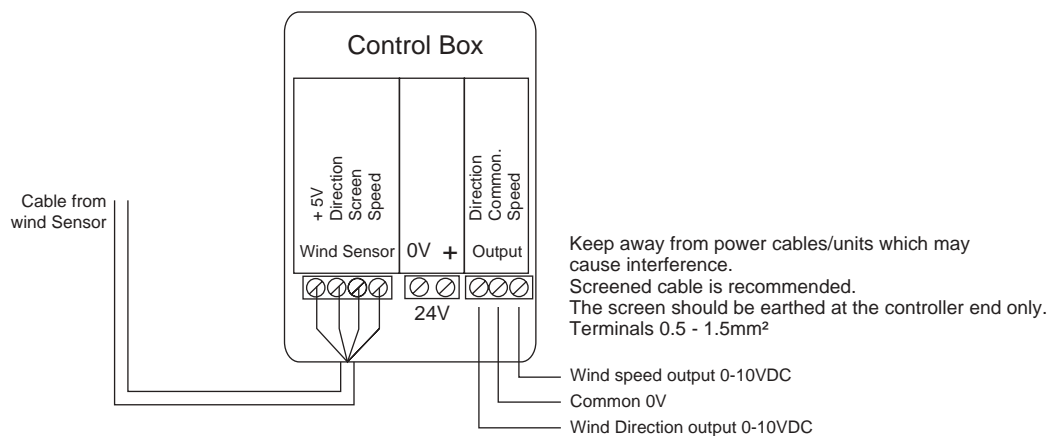 Control Box
+ 5V
Direction
Screen
Speed
Direction
Common.
Speed
Cable from
wind Sensor
Wind Sensor
0V +
Output
24V
Keep away from power cables/units which may
cause interference.
Screened cable is recommended.
The screen should be earthed at the controller end only.
Terminals 0.5 - 1.5mm²
Wind speed output 0-10VDC
Common 0V
Wind Direction output 0-10VDC